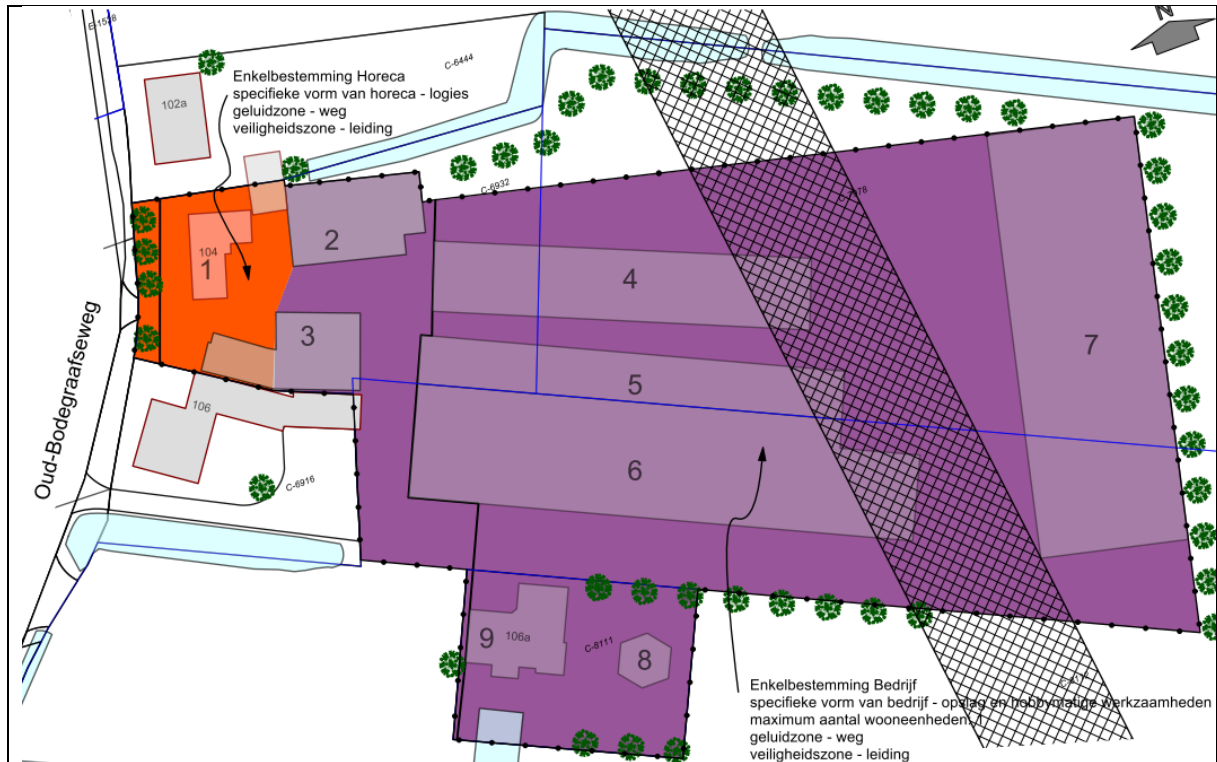 E-1528
N
C-6444
Enkelbestemming Horeca
specifieke vorm van horeca - logies
geluidzone - weg
veiligheidszone - leiding
102a
C-6932
104
1
2
3
4
5
6
7
106
C-6916
Oud-Bodegraafseweg
9
106a
C-8111
8
Enkelbestemming Bedrijf
specifieke vorm van bedrijf - opslag en hobbymatige werkzaamheden
maximum aantal wooneenheden: 1
geluidzone - weg
veiligheidszone - leiding